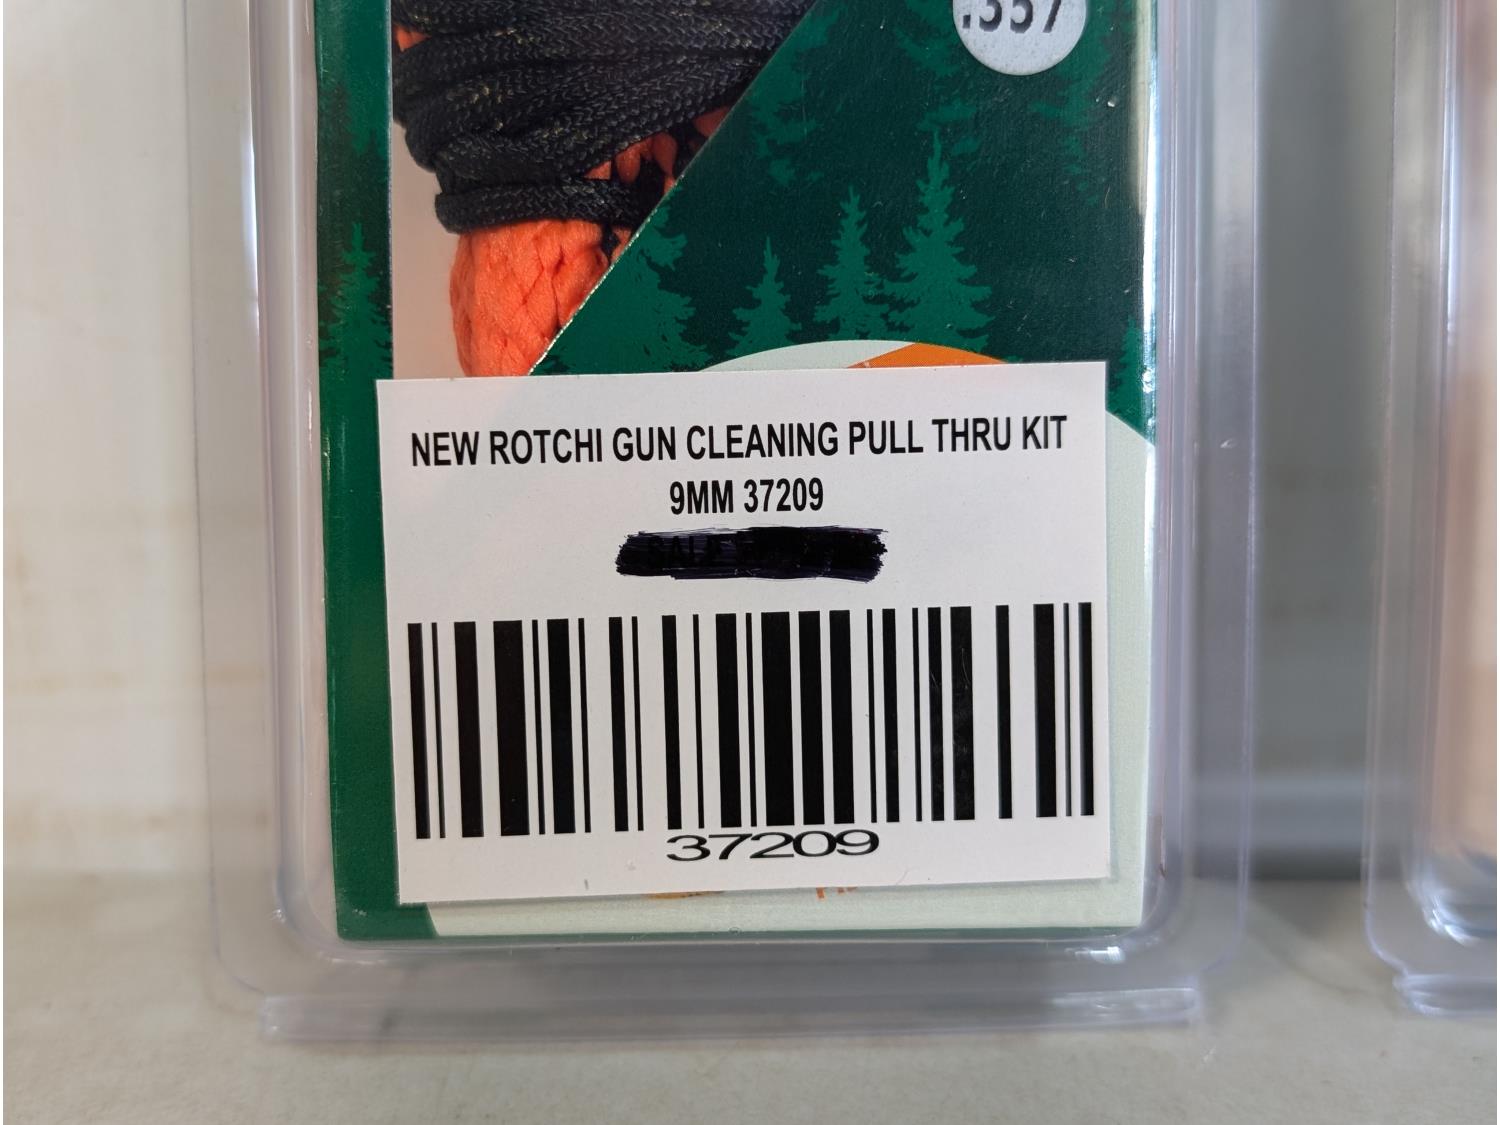 .357
NEW ROTCHI GUN CLEANING PULL THRU KIT
9MM 37209
37209